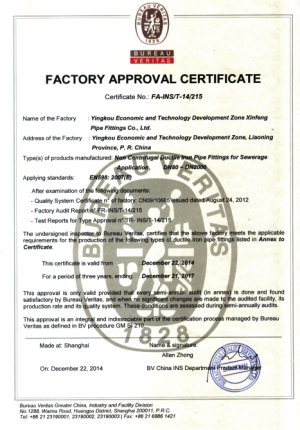 1828
BUREAU
VERITAS
FACTORY APPROVAL CERTIFICATE
Certificate No.: FA-INS/T-14/215
Name of the Factory : Yingkou Economic and Technology Development Zone Xinfeng
Pipe Fittings Co., Ltd.
Address of the Factory : Yingkou Economic and Technology Development Zone, Liaoning
Province, P. R. China
Type(s) of products manufactured: Non Centrifugal Ductile Iron Pipe Fittings for Sewerage
Application, DN80 ~ DN2000
Applying standards: EN598: 2007(E)
After examination of the following documents:
- Quality System Certificate n° of factory: CN09/10665 issued dated August 24, 2012
- Factory Audit Report n° FR-INS/T-14/215
- Test Reports for Type Approval n° TR- INS/T-14/215
The undersigned inspector to Bureau Veritas, certifies that the above factory meets the applicable
requirements for the production of the following types of ductile iron pipe fittings listed in Annex to
Certificate.
This certificate is valid from December 22, 2014
For a period of three years, ending December 21, 2017
This approval is only valid provided that every semi-annual audit (in annex) is done and found
satisfactory by Bureau Veritas, and when no significant changes are made to the audited facility, its
production rate and its quality system. These conditions are assessed during semi-annually audits.
This approval is an integral and indissociable part of the certification process managed by Bureau
Veritas as defined in BV procedure GM SI 210.
Made at: Shanghai Name & signature:
Allan Zhong
On: December 22, 2014 BV China INS Department Product Manager
BUREAU VERITAS
1828
Bureau Veritas Greater China, Industry and Facility Division
No 1288, Waima Road, Huangpu District, Shanghai 200011, P.R.C.
Tel: +86 21 23190001, 23190002, 23190003 | Fax: +86 21 6886 1421